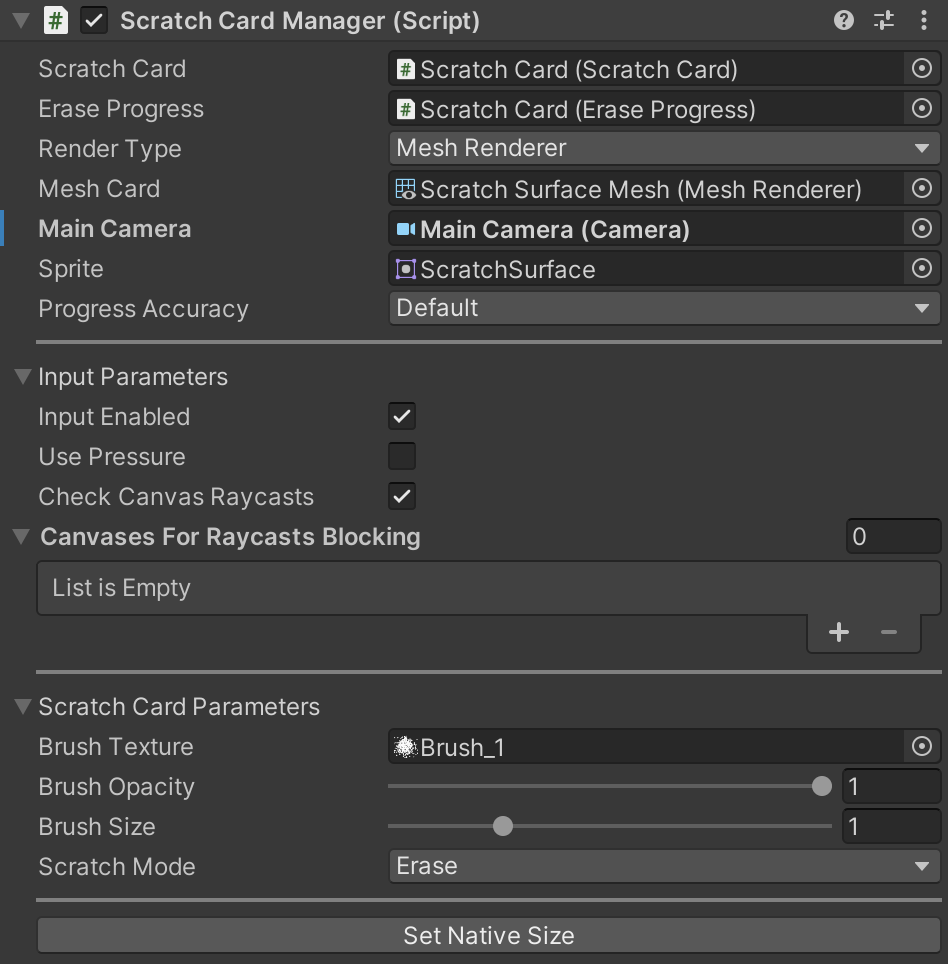 Scratch Card Manager (Script)
Scratch Card Scratch Card (Scratch Card)
Erase Progress Scratch Card (Erase Progress)
Render Type Mesh Renderer
Mesh Card Scratch Surface Mesh (Mesh Renderer)
Main Camera Main Camera (Camera)
Sprite ScratchSurface
Progress Accuracy Default
Input Parameters
Input Enabled
Use Pressure
Check Canvas Raycasts
Canvases For Raycasts Blocking 0
List is Empty
Scratch Card Parameters
Brush Texture Brush_1
Brush Opacity 1
Brush Size 1
Scratch Mode Erase
Set Native Size